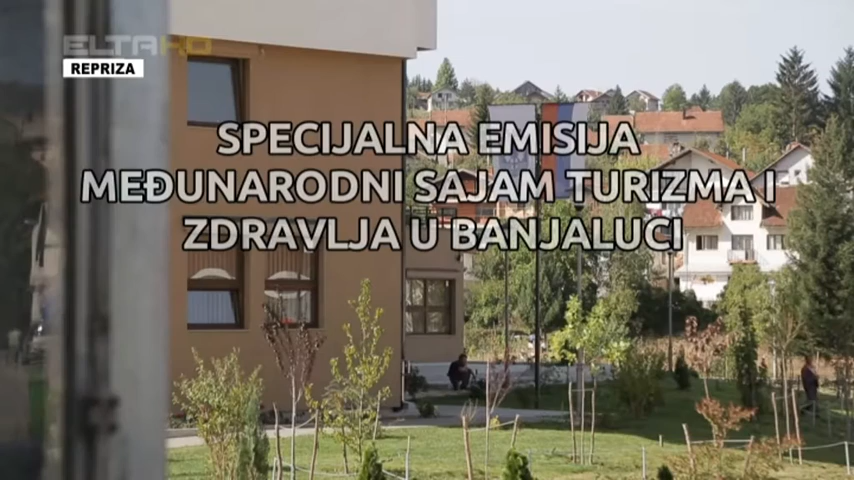 ELTA HD
REPRIZA
SPECIJALNA EMISIJA
MEĐUNARODNI SAJAM TURIZMA I
ZDRAVLJA U BANJALUCI